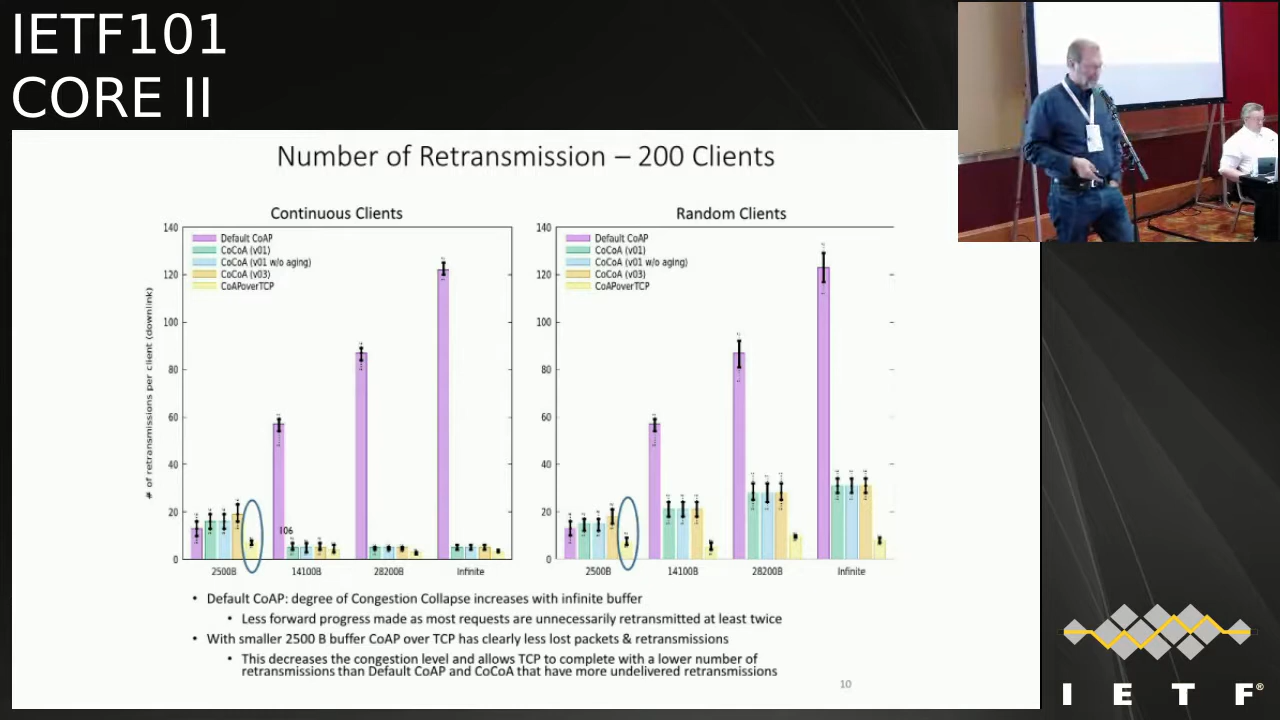 IETF101
CORE II
Number of Retransmission – 200 Clients
Continuous Clients
Random Clients
# of retransmissions per client (downlink)
140
120
100
80
60
40
20
0
Default CoAP
CoCoA (v01)
CoCoA (v01 w/o aging)
CoCoA (v03)
CoAPoverTCP
106
2500B
14100B
28200B
Infinite
140
120
100
80
60
40
20
0
Default CoAP
CoCoA (v01)
CoCoA (v01 w/o aging)
CoCoA (v03)
CoAPoverTCP
2500B
14100B
28200B
Infinite
• Default CoAP: degree of Congestion Collapse increases with infinite buffer
• Less forward progress made as most requests are unnecessarily retransmitted at least twice
• With smaller 2500 B buffer CoAP over TCP has clearly less lost packets & retransmissions
• This decreases the congestion level and allows TCP to complete with a lower number of
retransmissions than Default CoAP and CoCoA that have more undelivered retransmissions
10
I E T F®